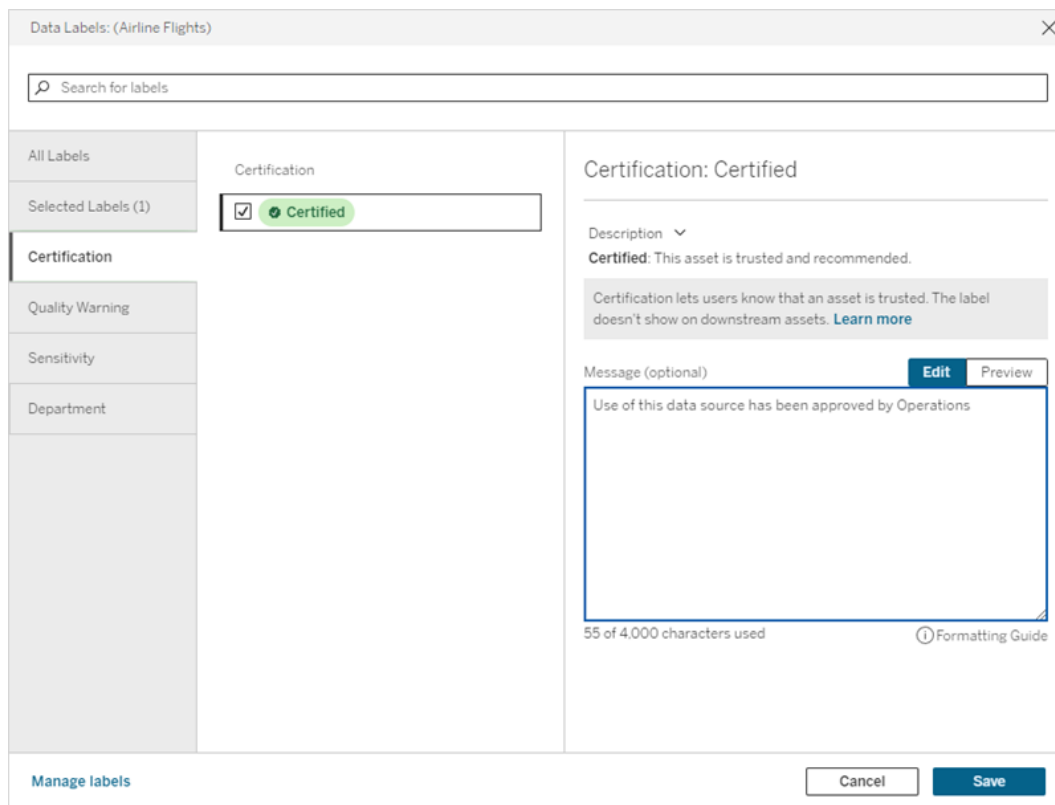 Data Labels: (Airline Flights)
Search for labels
All Labels
Selected Labels (1)
Certification
Quality Warning
Sensitivity
Department
Certification
Certified
Certification: Certified
Description
Certified: This asset is trusted and recommended.
Certification lets users know that an asset is trusted. The label
doesn't show on downstream assets. Learn more
Message (optional)
Edit
Preview
Use of this data source has been approved by Operations
55 of 4,000 characters used
Formatting Guide
Manage labels
Cancel
Save